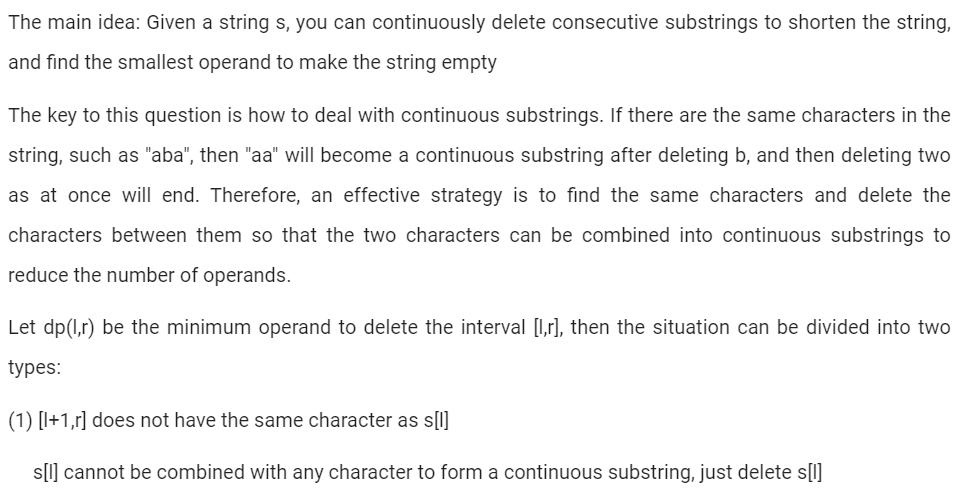 The main idea: Given a string s, you can continuously delete consecutive substrings to shorten the string,
and find the smallest operand to make the string empty
The key to this question is how to deal with continuous substrings. If there are the same characters in the
string, such as "aba", then "aa" will become a continuous substring after deleting b, and then deleting two
as at once will end. Therefore, an effective strategy is to find the same characters and delete the
characters between them so that the two characters can be combined into continuous substrings to
reduce the number of operands.
Let dp(l,r) be the minimum operand to delete the interval [l,r], then the situation can be divided into two
types:
(1) [l+1,r] does not have the same character as s[l]
s[l] cannot be combined with any character to form a continuous substring, just delete s[l]